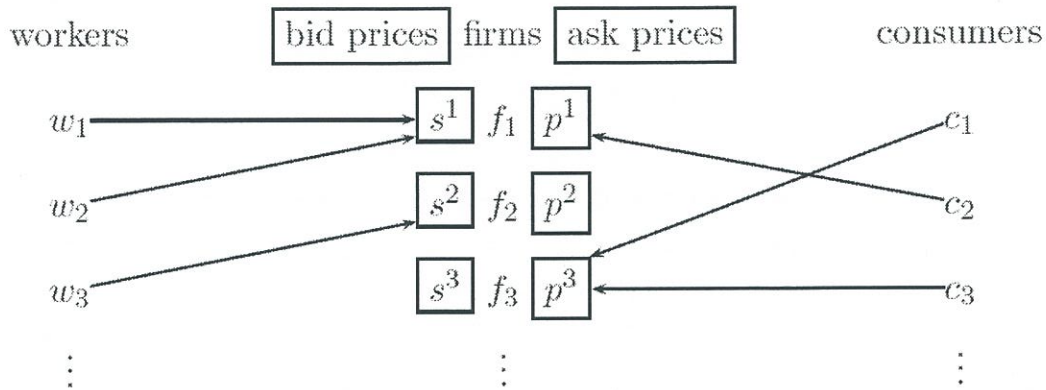 workers bid prices firms ask prices consumers
w₁ s¹ f₁ p¹ c₁
w₂ s² f₂ p² c₂
w₃ s³ f₃ p³ c₃
⋮ ⋮ ⋮